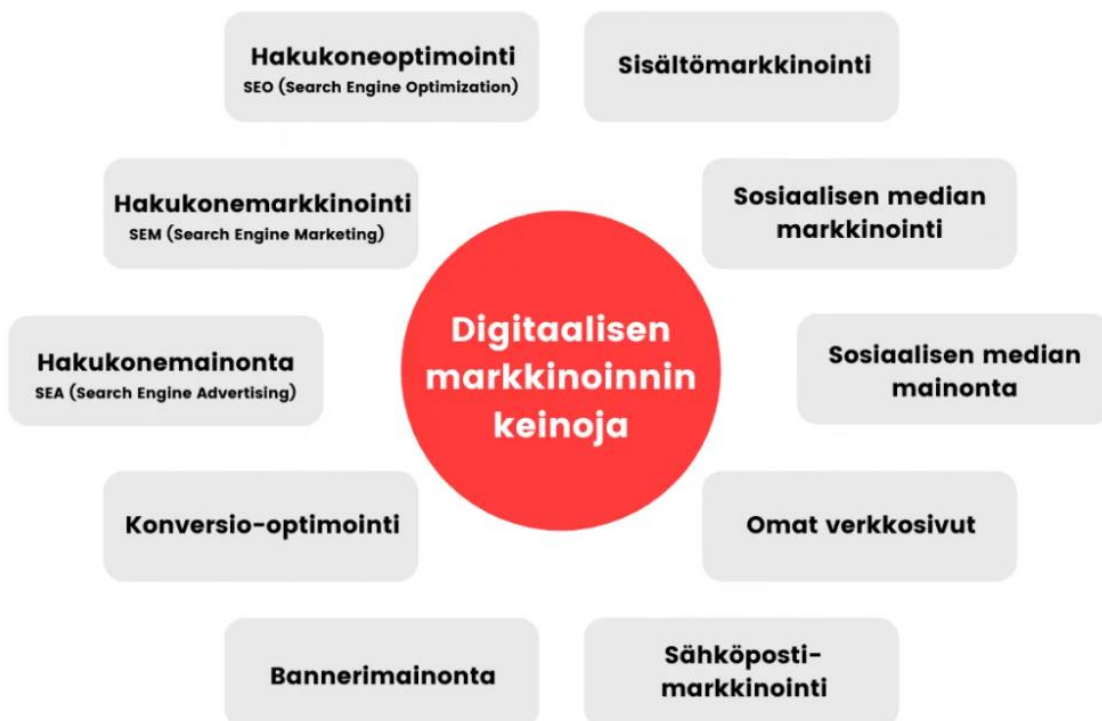 Hakukoneoptimointi
SEO (Search Engine Optimization)
Sisältömarkkinointi
Hakukonemarkkinointi
SEM (Search Engine Marketing)
Sosiaalisen median
markkinointi
Hakukonemainonta
SEA (Search Engine Advertising)
Digitaalisen
markkinoinnin
keinoja
Sosiaalisen median
mainonta
Konversio-optimointi
Omat verkkosivut
Bannerimainonta
Sähköposti-
markkinointi